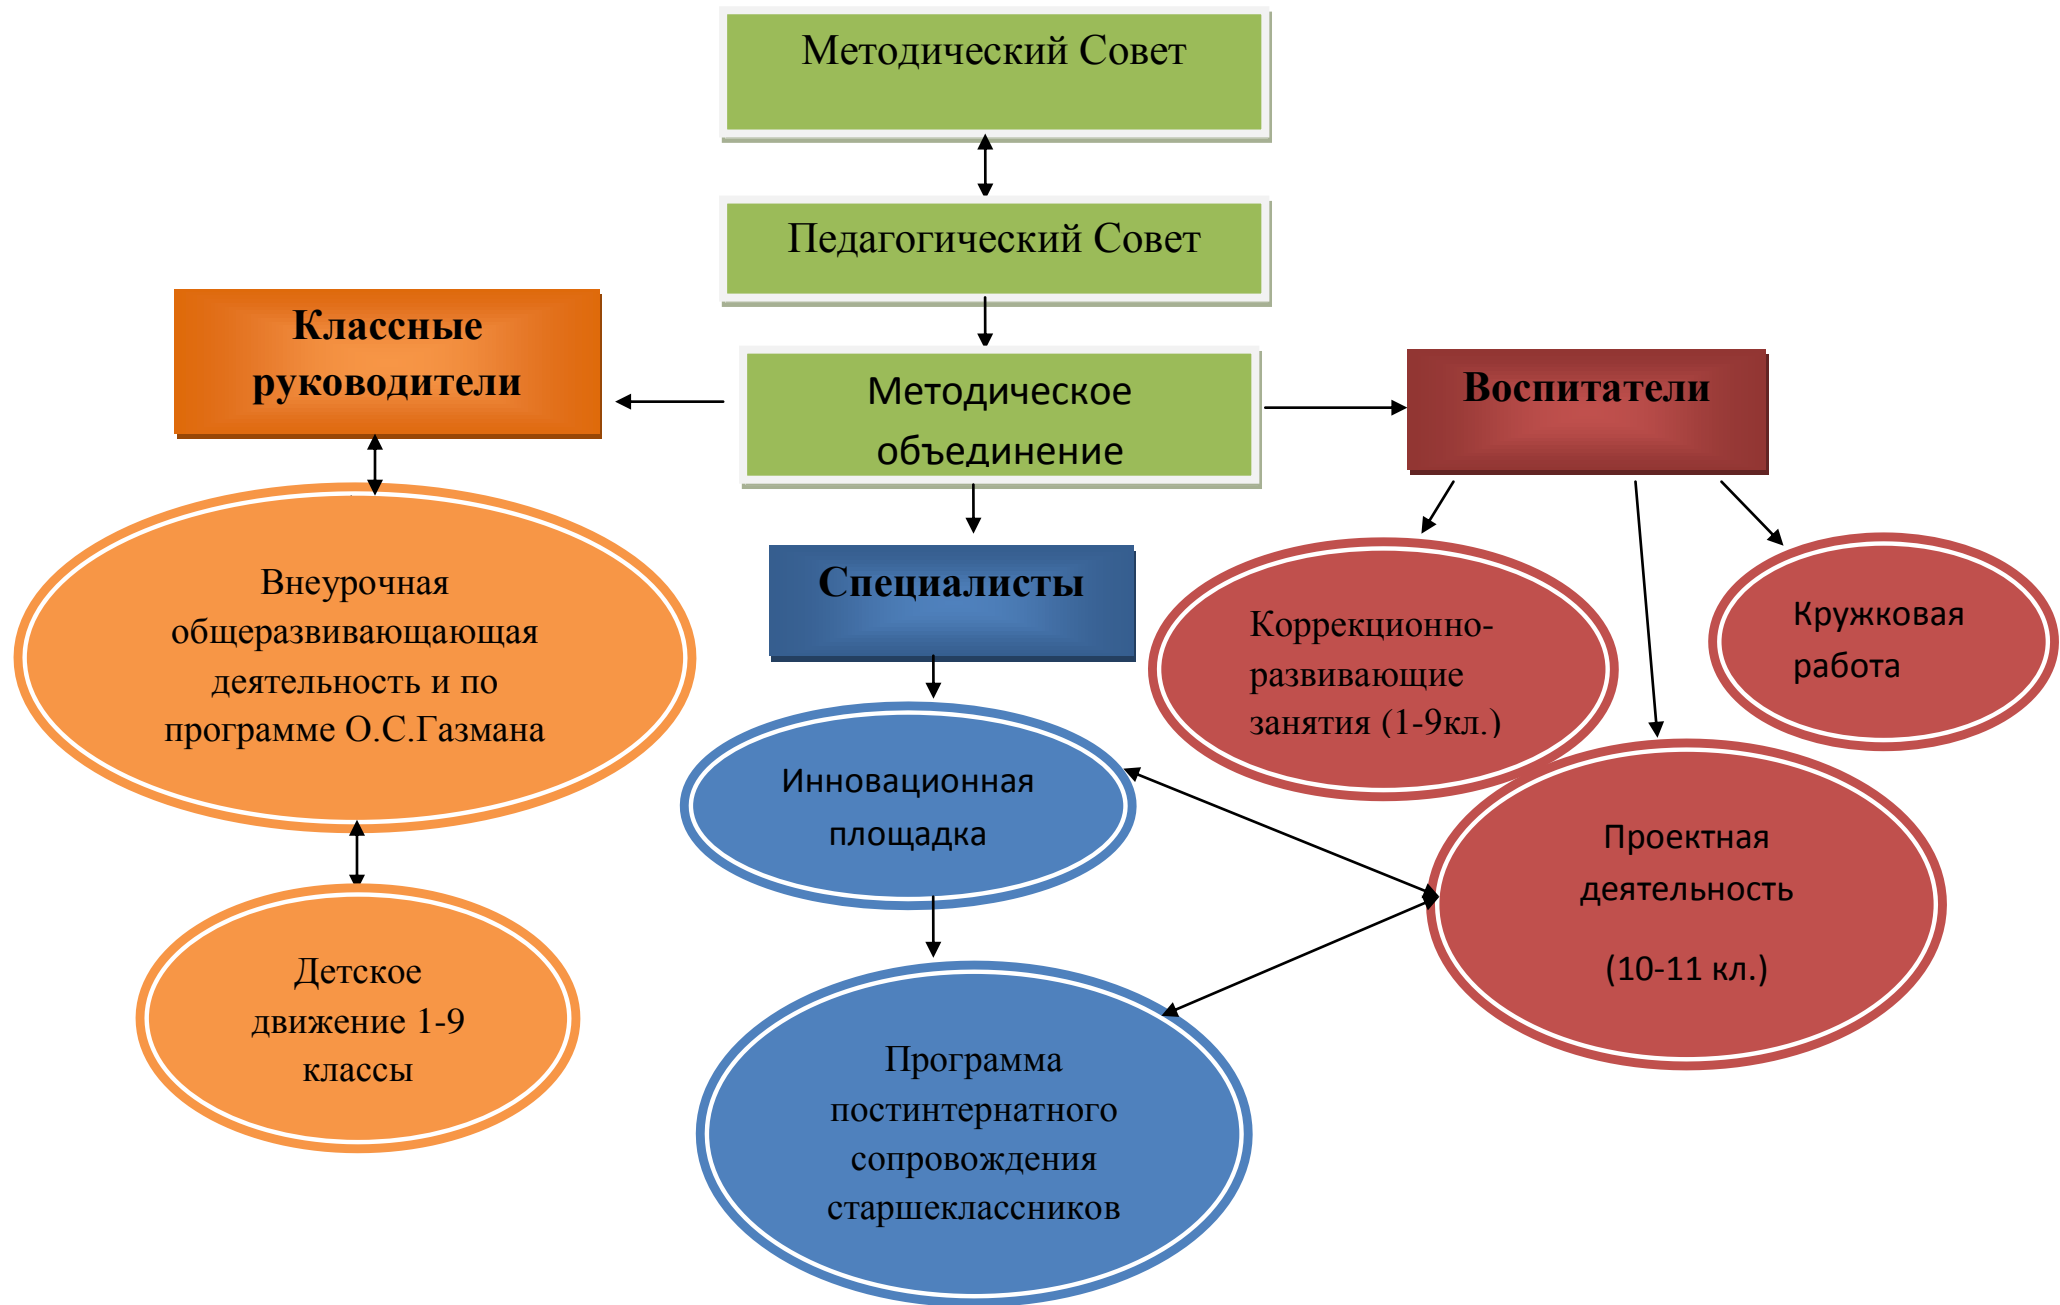 Методический Совет
Педагогический Совет
Классные
руководители
Методическое
объединение
Воспитатели
Специалисты
Внеурочная
общеразвивающающая
деятельность и по
программе О.С.Газмана
Коррекционно-
развивающие
занятия (1-9кл.)
Кружковая
работа
Инновационная
площадка
Проектная
деятельность
(10-11 кл.)
Детское
движение 1-9
классы
Программа
постинтернатного
сопровождения
старшеклассников